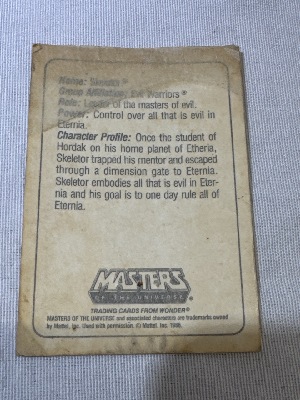 Name: Skeletor®
Group Affiliation: Evil Warriors®
Role: Leader of the masters of evil.
Power: Control over all that is evil in
Eternia.
Character Profile: Once the student of
Hordak on his home planet of Etheria,
Skeletor trapped his mentor and escaped
through a dimension gate to Eternia.
Skeletor embodies all that is evil in Eter-
nia and his goal is to one day rule all of
Eternia.
MASTERS
OF THE UNIVERSE®
TRADING CARDS FROM WONDER®
MASTERS OF THE UNIVERSE and associated characters are trademarks owned
by Mattel, Inc. Used with permission. © Mattel, Inc.